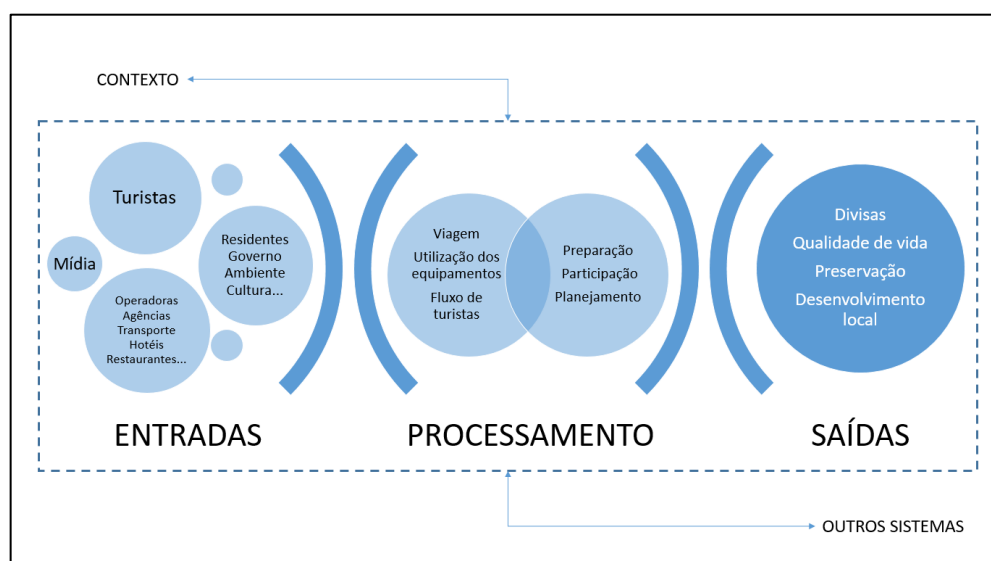 CONTEXTO
Turistas
Mídia
Residentes
Governo
Ambiente
Cultura...
Operadoras
Agências
Transporte
Hotéis
Restaurantes...
ENTRADAS
Viagem
Utilização dos
equipamentos
Fluxo de
turistas
Preparação
Participação
Planejamento
PROCESSAMENTO
Divisas
Qualidade de vida
Preservação
Desenvolvimento
local
SAÍDAS
OUTROS SISTEMAS